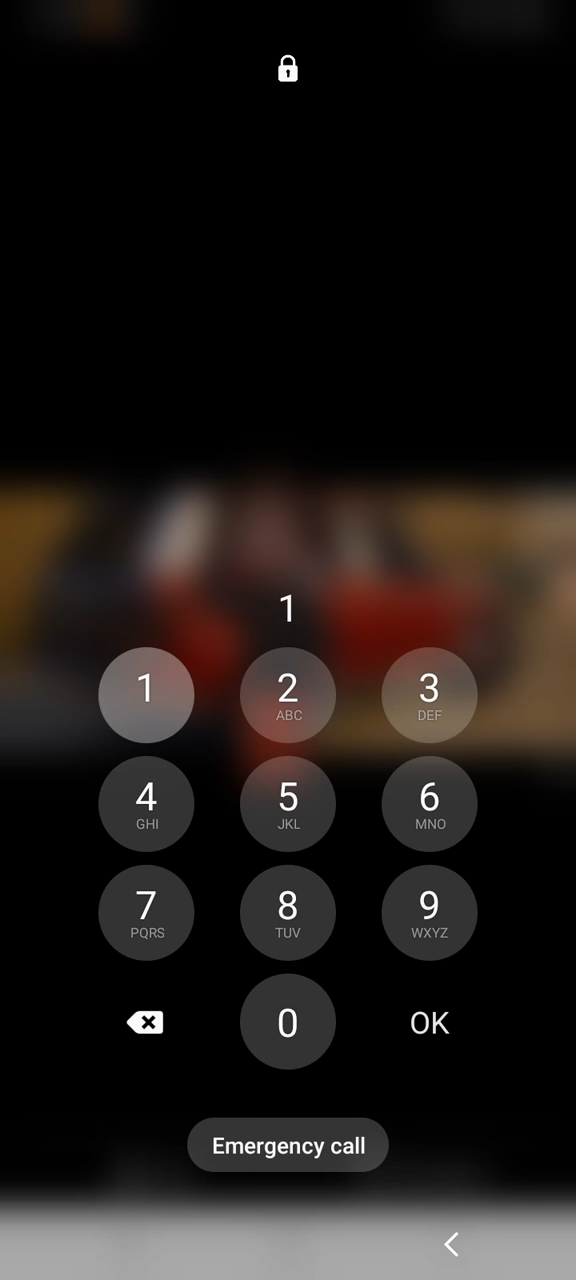 1
1 2 3
ABC DEF
4 5 6
GHI JKL MNO
7 8 9
PQRS TUV WXYZ
0 OK
Emergency call